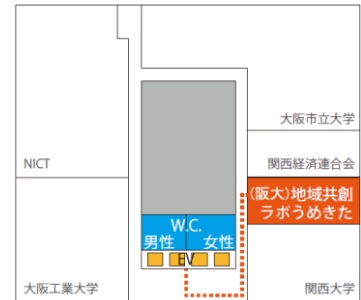 大阪市立大学
NICT
関西経済連合会
(阪大)地域共創
ラボうめきた
W.C.
男性 女性
EV
大阪工業大学
関西大学